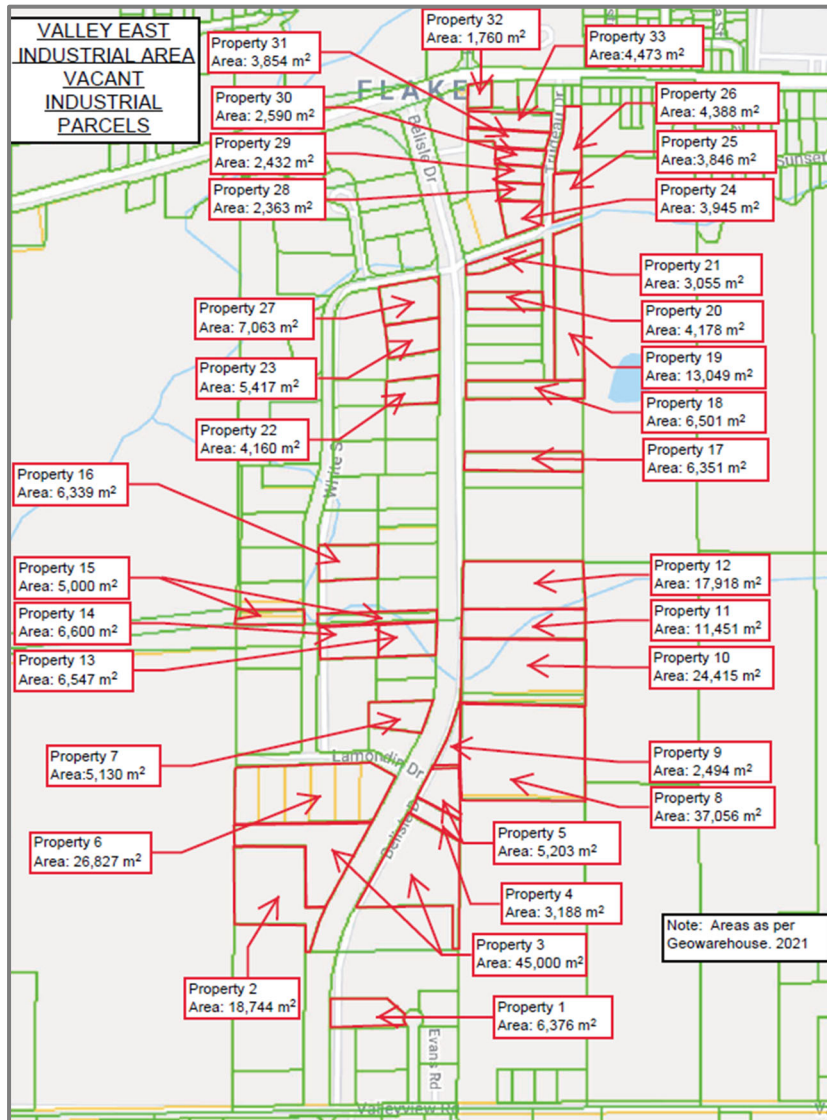 VALLEY EAST
INDUSTRIAL AREA
VACANT
INDUSTRIAL
PARCELS
Property 32
Area: 1,760 m²
Property 31
Area: 3,854 m²
Property 33
Area:4,473 m²
FLAKE
Property 30
Area: 2,590 m²
Property 26
Area: 4,388 m²
Belisle Dr
Trudeau Dr
Property 29
Area: 2,432 m²
Property 25
Area:3,846 m²
Sunset
Property 28
Area: 2,363 m²
Property 24
Area: 3,945 m²
Property 21
Area: 3,055 m²
Property 27
Area: 7,063 m²
Property 20
Area: 4,178 m²
Property 23
Area: 5,417 m²
Property 19
Area: 13,049 m²
Property 18
Area: 6,501 m²
Property 22
Area: 4,160 m²
Property 17
Area: 6,351 m²
White S
Property 16
Area: 6,339 m²
Property 15
Area: 5,000 m²
Property 12
Area: 17,918 m²
Property 14
Area: 6,600 m²
Property 11
Area: 11,451 m²
Property 13
Area: 6,547 m²
Property 10
Area: 24,415 m²
Property 7
Area:5,130 m²
Lamondin Dr
Property 9
Area: 2,494 m²
Property 8
Area: 37,056 m²
Belisle D
Property 6
Area: 26,827 m²
Property 5
Area: 5,203 m²
Property 4
Area: 3,188 m²
Note: Areas as per
Geowarehouse. 2021
Property 3
Area: 45,000 m²
Property 2
Area: 18,744 m²
Property 1
Area: 6,376 m²
Evans Rd
Valleyview Rd